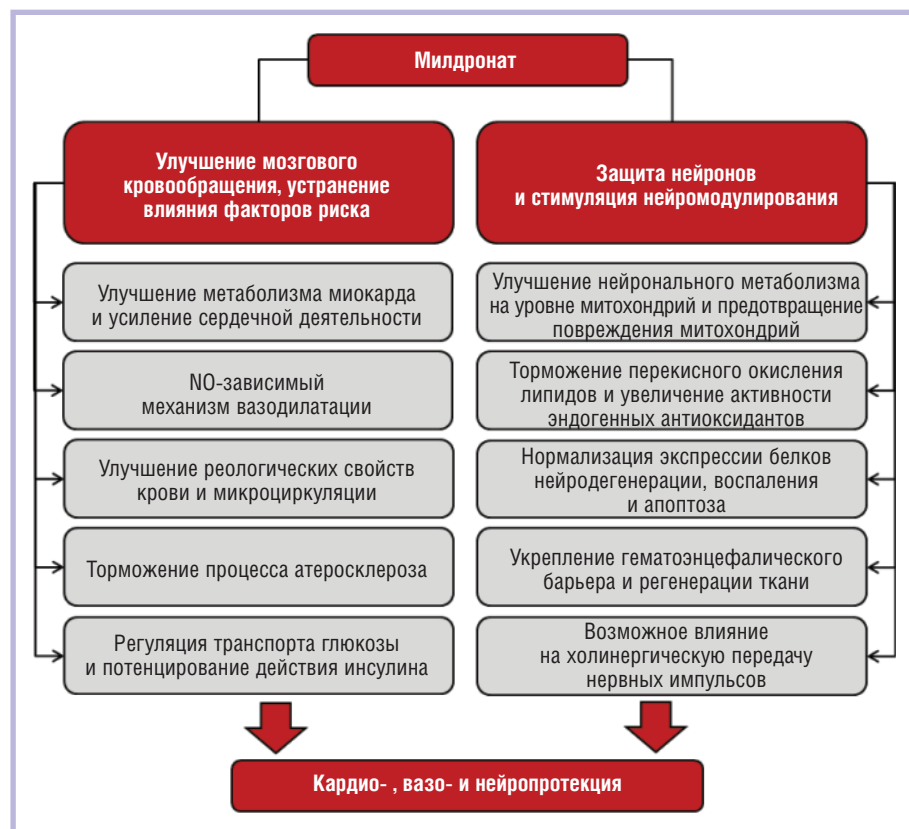 Милдронат
Улучшение мозгового
кровообращения, устранение
влияния факторов риска
Улучшение метаболизма миокарда
и усиление сердечной деятельности
NO-зависимый
механизм вазодилатации
Улучшение реологических свойств
крови и микроциркуляции
Торможение процесса атеросклероза
Регуляция транспорта глюкозы
и потенцирование действия инсулина
Защита нейронов
и стимуляция нейромодулирования
Улучшение нейронального метаболизма
на уровне митохондрий и предотвращение
повреждения митохондрий
Торможение перекисного окисления
липидов и увеличение активности
эндогенных антиоксидантов
Нормализация экспрессии белков
нейродегенерации, воспаления
и апоптоза
Укрепление гематоэнцефалического
барьера и регенерации ткани
Возможное влияние
на холинергическую передачу
нервных импульсов
Кардио- , вазо- и нейропротекция